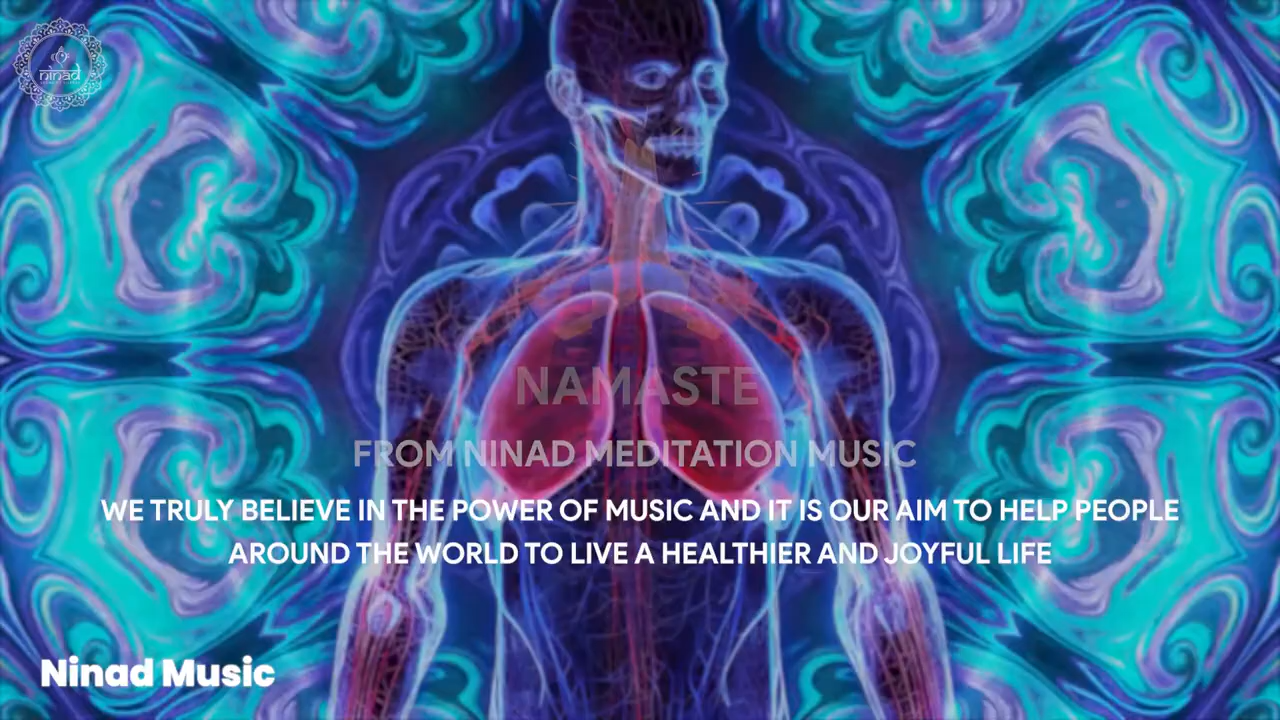 ninad
NAMASTE
FROM NINAD MEDITATION MUSIC
WE TRULY BELIEVE IN THE POWER OF MUSIC AND IT IS OUR AIM TO HELP PEOPLE
AROUND THE WORLD TO LIVE A HEALTHIER AND JOYFUL LIFE
Ninad Music